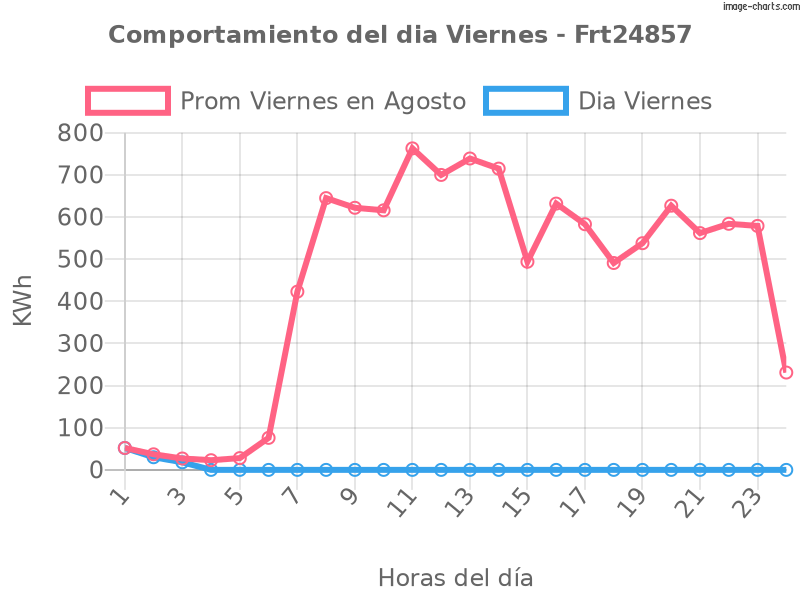 image-charts.com
Comportamiento del dia Viernes - Frt24857
Prom Viernes en Agosto Dia Viernes
800
700
600
500
400
300
200
100
0
KWh
1 3 5 7 9 11 13 15 17 19 21 23
Horas del día